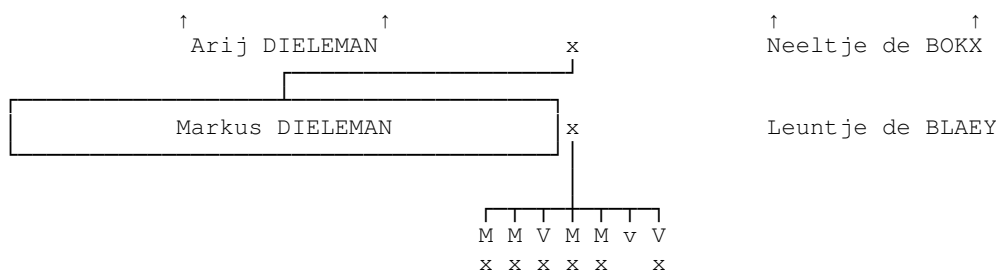 ↑ ↑ ↑ ↑
Arij DIELEMAN x Neeltje de BOKX
Markus DIELEMAN x Leuntje de BLAEY
M M V M M v V
x x x x x x